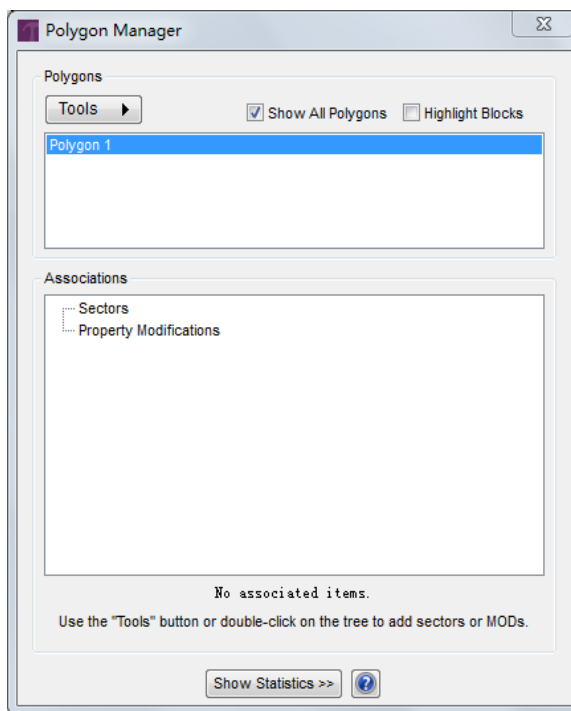 Polygon Manager
Polygons
Tools
Show All Polygons
Highlight Blocks
Polygon 1
Associations
Sectors
Property Modifications
No associated items.
Use the "Tools" button or double-click on the tree to add sectors or MODs.
Show Statistics >>
?